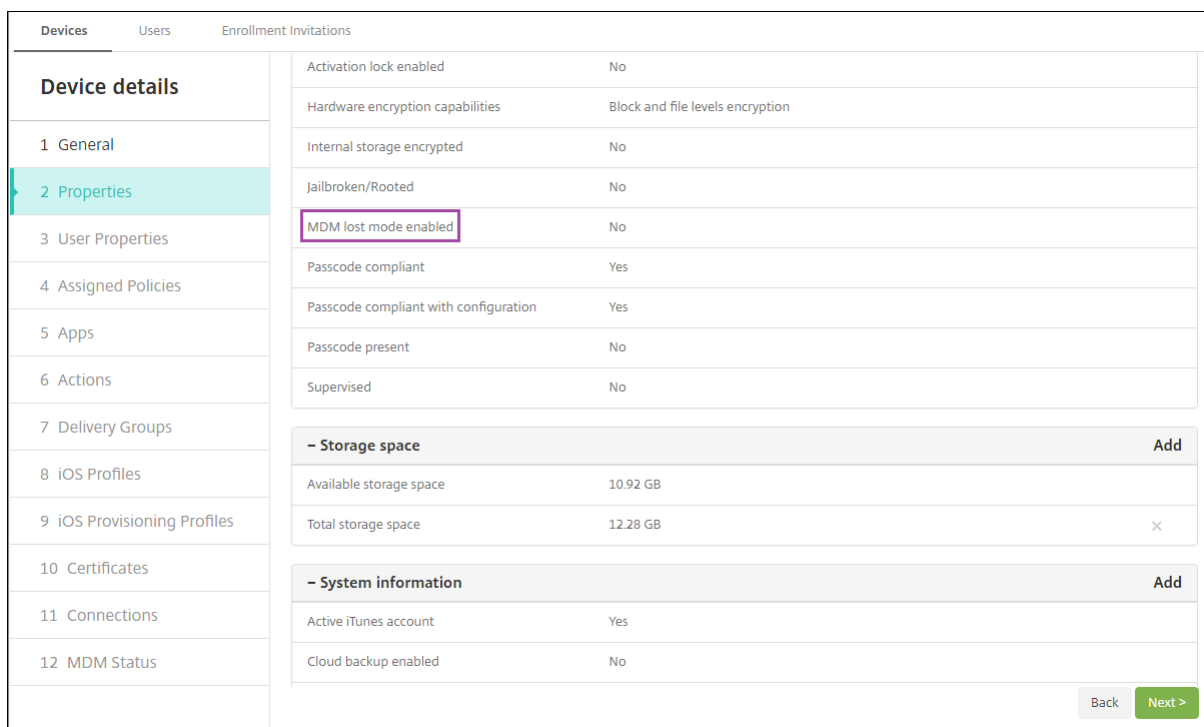 Devices Users Enrollment Invitations
Device details
1 General
2 Properties
3 User Properties
4 Assigned Policies
5 Apps
6 Actions
7 Delivery Groups
8 iOS Profiles
9 iOS Provisioning Profiles
10 Certificates
11 Connections
12 MDM Status
Activation lock enabled No
Hardware encryption capabilities Block and file levels encryption
Internal storage encrypted No
Jailbroken/Rooted No
MDM lost mode enabled No
Passcode compliant Yes
Passcode compliant with configuration Yes
Passcode present No
Supervised No
– Storage space Add
Available storage space 10.92 GB
Total storage space 12.28 GB ×
– System information Add
Active iTunes account Yes
Cloud backup enabled No
Back Next >